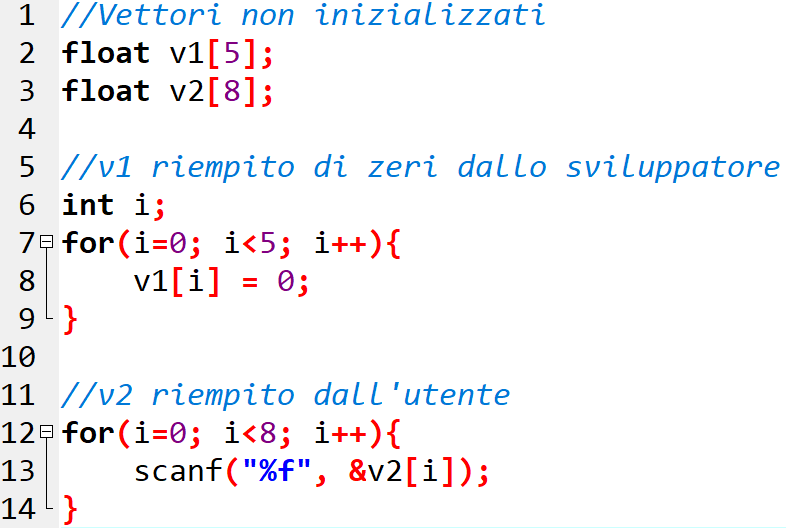 1 //Vettori non inizializzati
2 float v1[5];
3 float v2[8];
4
5 //v1 riempito di zeri dallo sviluppatore
6 int i;
7 for(i=0; i<5; i++){
8 v1[i] = 0;
9 }
10
11 //v2 riempito dall'utente
12 for(i=0; i<8; i++){
13 scanf("%f", &v2[i]);
14 }